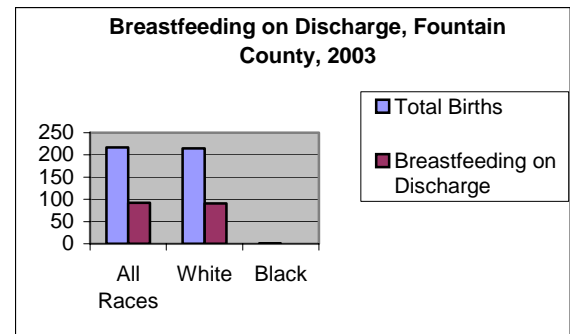 Breastfeeding on Discharge, Fountain
County, 2003
Total Births
Breastfeeding on
Discharge
250
200
150
100
50
0
All
Races
White
Black